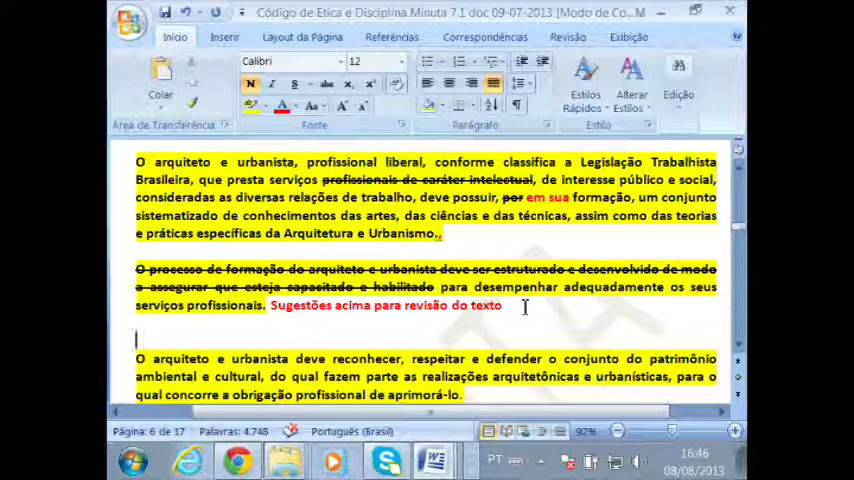 Código de Etica e Disciplina Minuta 7.1 doc 09-07-2013 [Modo de Co... M
Início Inserir Layout da Página Referências Correspondências Revisão Exibição
Calibri 12
Colar
N I S abc x₂ x²
A Aa A A
Estilos Rápidos
Alterar Estilos
Edição
Área de Transferência Fonte Parágrafo Estilo
O arquiteto e urbanista, profissional liberal, conforme classifica a Legislação Trabalhista
Brasileira, que presta serviços profissionais de caráter intelectual, de interesse público e social,
consideradas as diversas relações de trabalho, deve possuir, por em sua formação, um conjunto
sistematizado de conhecimentos das artes, das ciências e das técnicas, assim como das teorias
e práticas específicas da Arquitetura e Urbanismo.,
O processo de formação do arquiteto e urbanista deve ser estruturado e desenvolvido de modo
a assegurar que esteja capacitado e habilitado para desempenhar adequadamente os seus
serviços profissionais. Sugestões acima para revisão do texto
O arquiteto e urbanista deve reconhecer, respeitar e defender o conjunto do patrimônio
ambiental e cultural, do qual fazem parte as realizações arquitetônicas e urbanísticas, para o
qual concorre a obrigação profissional de aprimorá-lo.
Página: 6 de 17 Palavras: 4.748 Português (Brasil) 92%
PT 16:46
08/08/2013